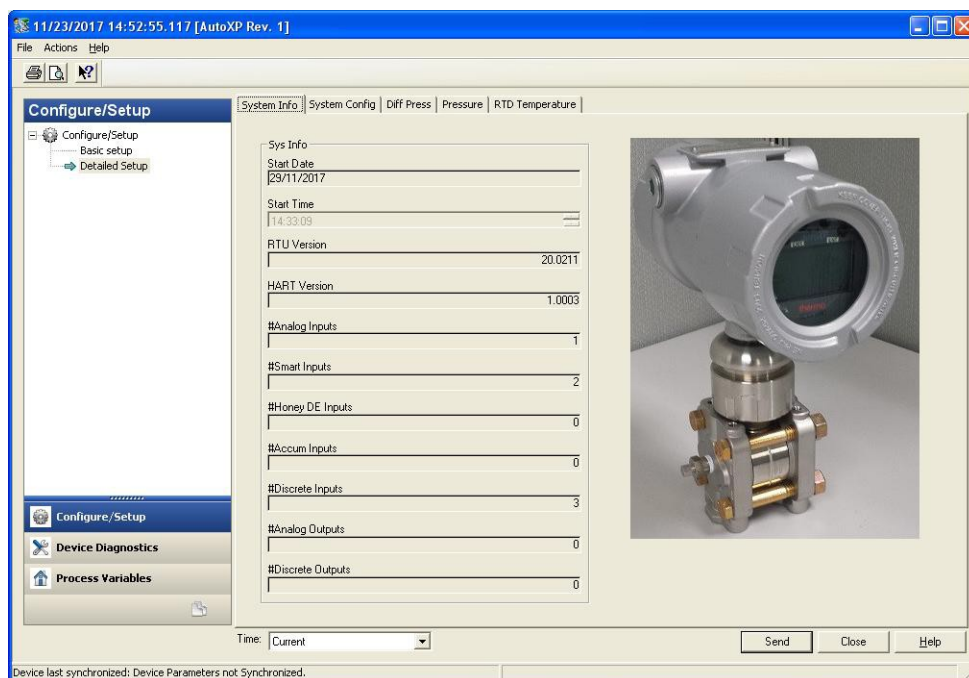 11/23/2017 14:52:55.117 [AutoXP Rev. 1]
File Actions Help
Configure/Setup
Configure/Setup
Basic setup
Detailed Setup
Configure/Setup
Device Diagnostics
Process Variables
System Info System Config Diff Press Pressure RTD Temperature
Sys Info
Start Date
29/11/2017
Start Time
14:33:09
RTU Version
20.0211
HART Version
1.0003
#Analog Inputs
1
#Smart Inputs
2
#Honey DE Inputs
0
#Accum Inputs
0
#Discrete Inputs
3
#Analog Outputs
0
#Discrete Outputs
0
thermo
Time: Current
Send Close Help
Device last synchronized: Device Parameters not Synchronized.